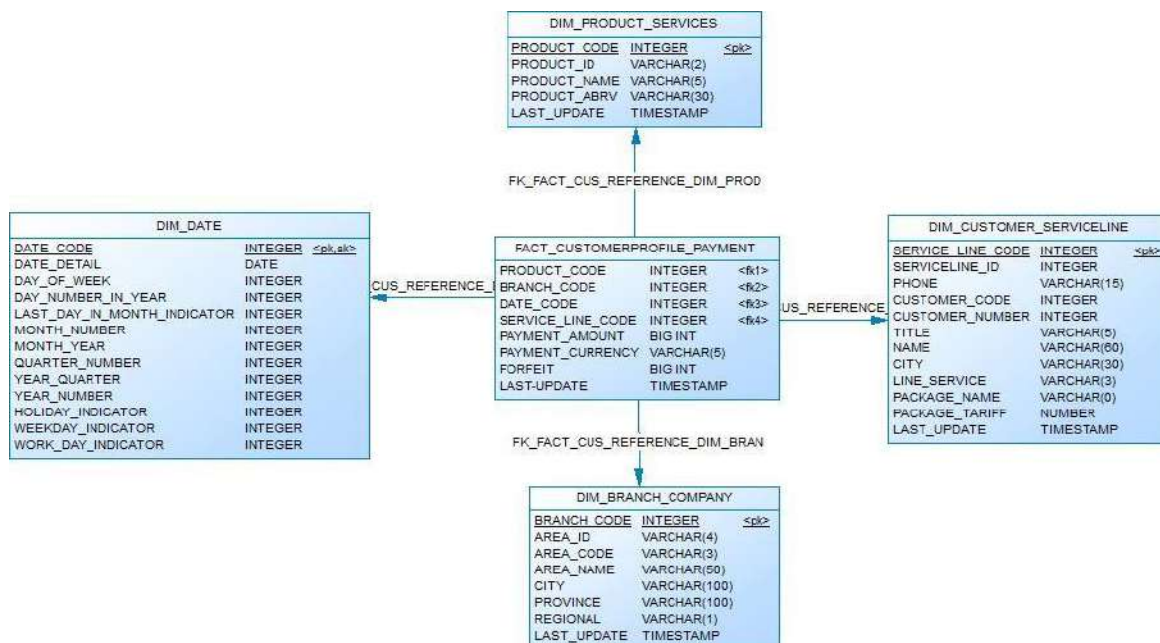 DIM_PRODUCT_SERVICES
PRODUCT_CODE INTEGER <pk>
PRODUCT_ID VARCHAR(2)
PRODUCT_NAME VARCHAR(5)
PRODUCT_ABRV VARCHAR(30)
LAST_UPDATE TIMESTAMP
FK_FACT_CUS_REFERENCE_DIM_PROD
DIM_DATE
DATE_CODE INTEGER <pk,ak>
DATE_DETAIL DATE
DAY_OF_WEEK INTEGER
DAY_NUMBER_IN_YEAR INTEGER
LAST_DAY_IN_MONTH_INDICATOR INTEGER
MONTH_NUMBER INTEGER
MONTH_YEAR INTEGER
QUARTER_NUMBER INTEGER
YEAR_QUARTER INTEGER
YEAR_NUMBER INTEGER
HOLIDAY_INDICATOR INTEGER
WEEKDAY_INDICATOR INTEGER
WORK_DAY_INDICATOR INTEGER
CUS_REFERENCE_
FACT_CUSTOMERPROFILE_PAYMENT
PRODUCT_CODE INTEGER <fk1>
BRANCH_CODE INTEGER <fk2>
DATE_CODE INTEGER <fk3>
SERVICE_LINE_CODE INTEGER <fk4>
PAYMENT_AMOUNT BIG INT
PAYMENT_CURRENCY VARCHAR(5)
FORFEIT BIG INT
LAST-UPDATE TIMESTAMP
US_REFERENCE_
DIM_CUSTOMER_SERVICELINE
SERVICE_LINE_CODE INTEGER <pk>
SERVICELINE_ID INTEGER
PHONE VARCHAR(15)
CUSTOMER_CODE INTEGER
CUSTOMER_NUMBER INTEGER
TITLE VARCHAR(5)
NAME VARCHAR(60)
CITY VARCHAR(30)
LINE_SERVICE VARCHAR(3)
PACKAGE_NAME VARCHAR(0)
PACKAGE_TARIFF NUMBER
LAST_UPDATE TIMESTAMP
FK_FACT_CUS_REFERENCE_DIM_BRAN
DIM_BRANCH_COMPANY
BRANCH_CODE INTEGER <pk>
AREA_ID VARCHAR(4)
AREA_CODE VARCHAR(3)
AREA_NAME VARCHAR(50)
CITY VARCHAR(100)
PROVINCE VARCHAR(100)
REGIONAL VARCHAR(1)
LAST_UPDATE TIMESTAMP